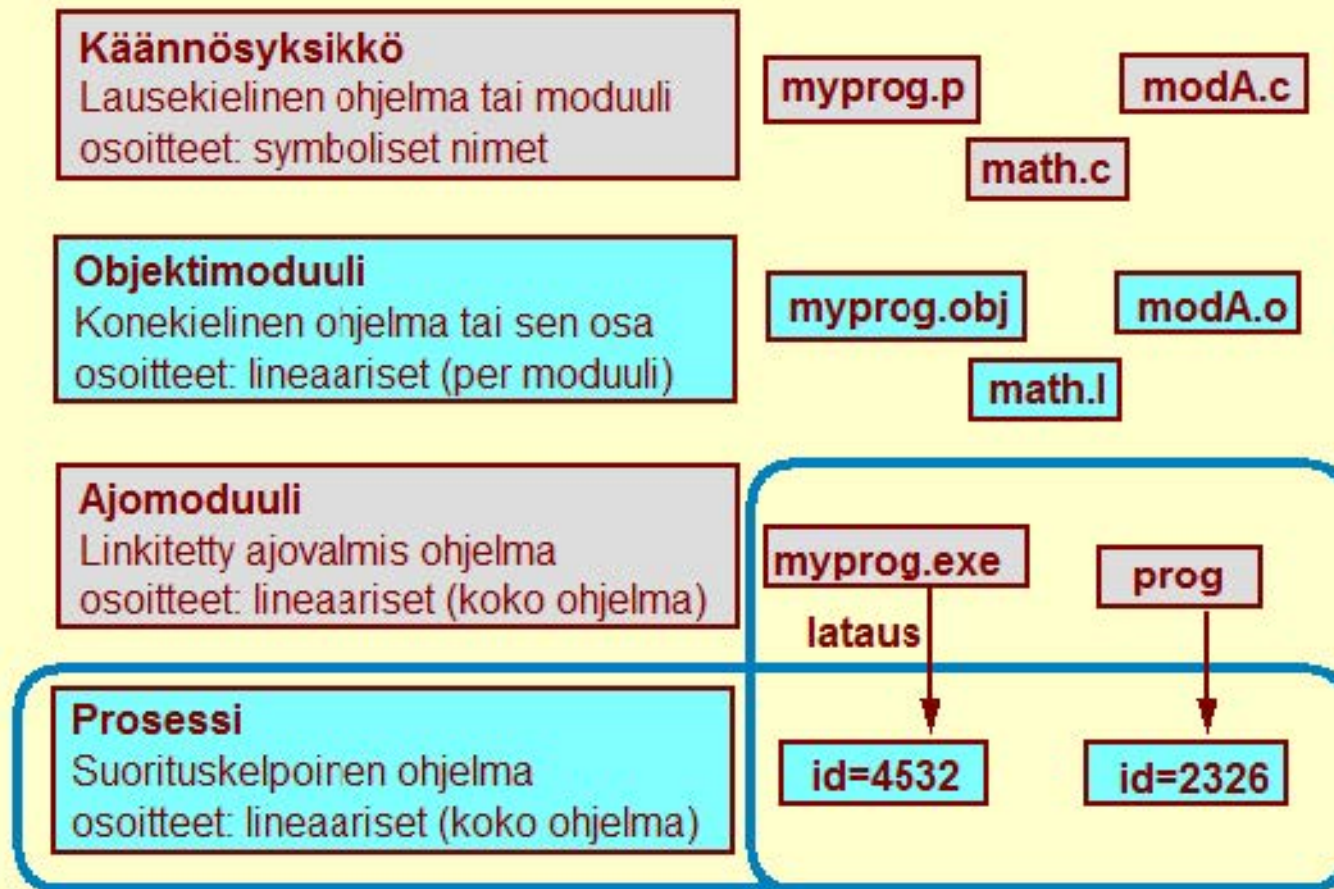 Käännösyksikkö
Lausekielinen ohjelma tai moduuli
osoitteet: symboliset nimet
myprog.p
modA.c
math.c
Objektimoduuli
Konekielinen ohjelma tai sen osa
osoitteet: lineaariset (per moduuli)
myprog.obj
modA.o
math.l
Ajomoduuli
Linkitetty ajovalmis ohjelma
osoitteet: lineaariset (koko ohjelma)
myprog.exe
prog
lataus
Prosessi
Suorituskelpoinen ohjelma
osoitteet: lineaariset (koko ohjelma)
id=4532
id=2326